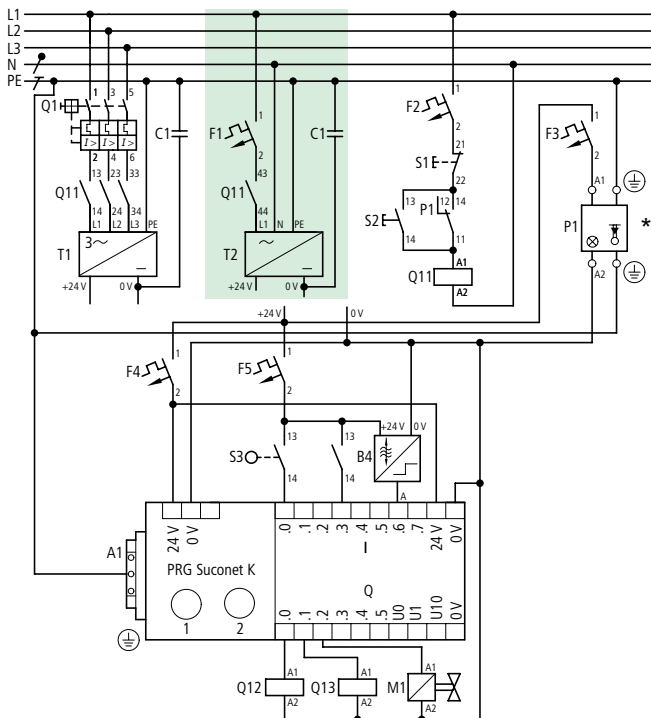 L1
L2
L3
N
PE
1 3 5
Q1
I> I> I>
2 4 6
C1
13 23 33
Q11
14 24 34
L1 L2 L3 PE
3~
T1
+24 V 0 V
1
F1
2
C1
43
Q11
44
L1 N PE
~
T2
+24 V 0 V
1
F2
2
21
S1 E
22
13
S2 E
14
P1 12 14
11
A1
Q11
A2
1
F3
2
A1
P1 *
A2
+24 V 0 V
1
F4
2
1
F5
2
13
S3
14
13
14
+24 V 0 V
B4
A
A1
24 V
0 V
PRG Suconet K
1 2
.0 .1 .2 .3 .4 .5 .6 .7 24 V 0 V
I
Q
.0 .1 .2 .3 .4 .5 U0 U1 U10 0 V
A1
Q12
A2
A1
Q13
A2
A1
M1
A2